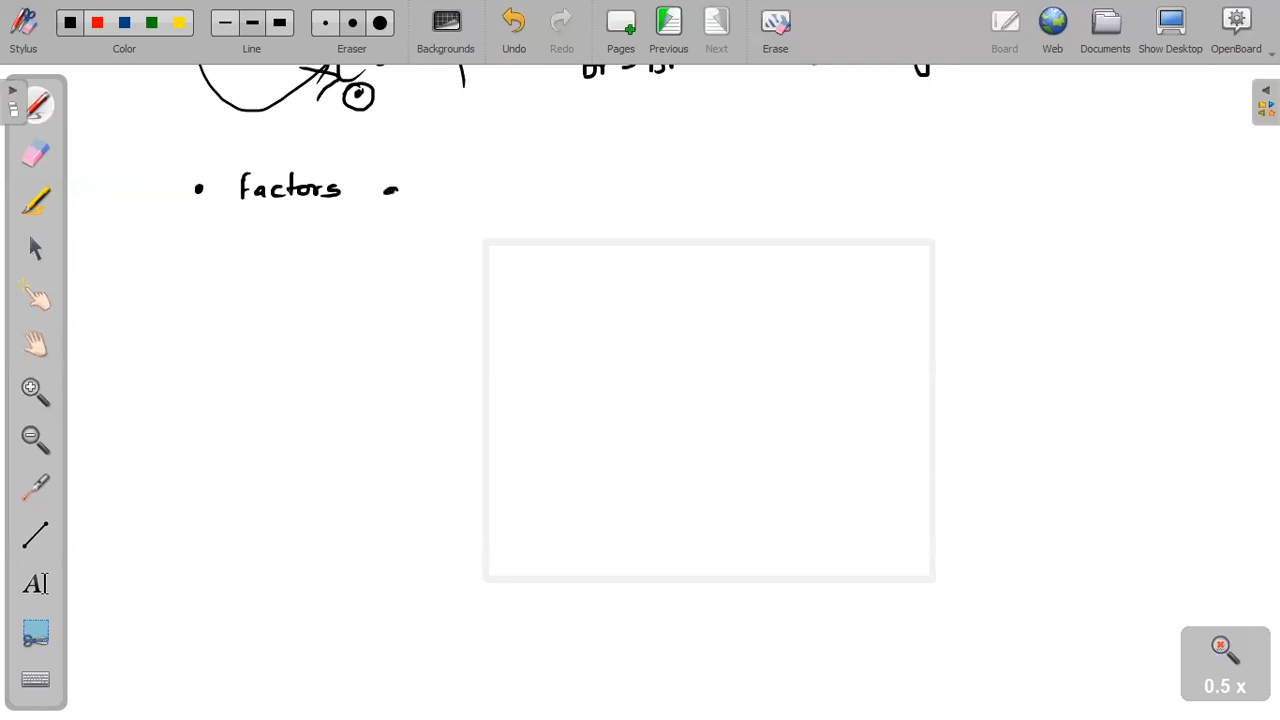 Stylus Color Line Eraser Backgrounds Undo Redo Pages Previous Next Erase Board Web Documents Show Desktop OpenBoard
• factors -
0.5 x